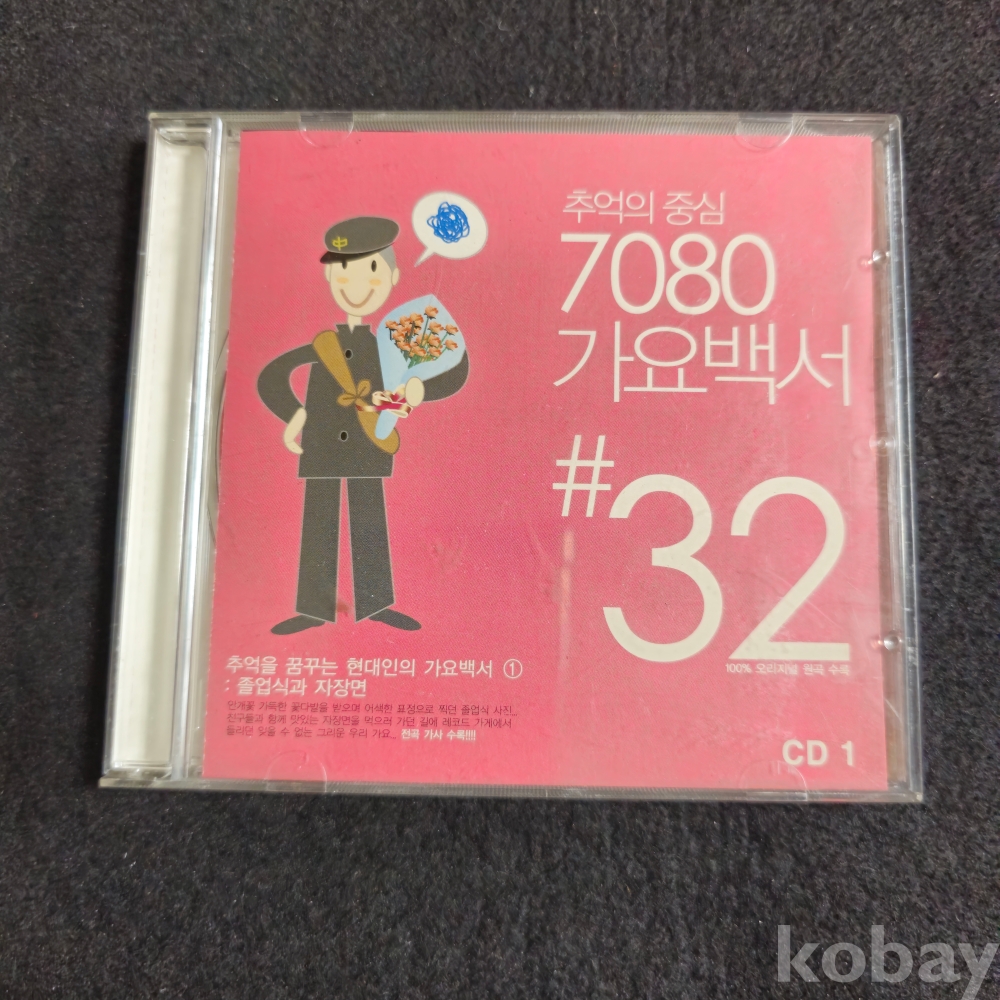 추억의 중심
7080
가요백서
#32
100% 오리지널 원곡 수록
中
추억을 꿈꾸는 현대인의 가요백서 ①
: 졸업식과 자장면
안개꽃 가득한 꽃다발을 받으며 어색한 표정으로 찍던 졸업식 사진,,,
친구들과 함께 맛있는 자장면을 먹으러 가던 길에 레코드 가게에서
들리던 잊을 수 없는 그리운 우리 가요,,, 전곡 가사 수록!!!!
CD 1
kobay